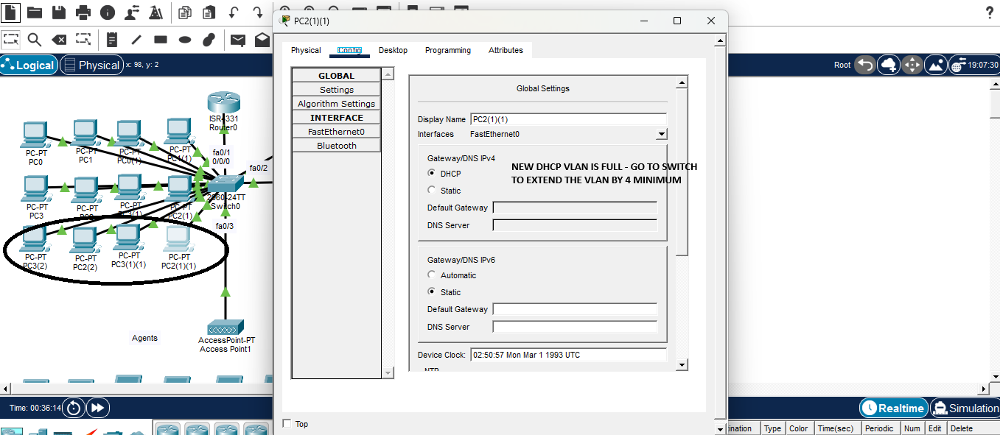 PC2(1)(1)
?
Physical
Config
Desktop
Programming
Attributes
Logical
Physical
x: 98, y: 2
Root
19:07:30
GLOBAL
Settings
Algorithm Settings
INTERFACE
FastEthernet0
Bluetooth
Global Settings
Display Name
PC2(1)(1)
Interfaces
FastEthernet0
Gateway/DNS IPv4
DHCP
Static
Default Gateway
DNS Server
NEW DHCP VLAN IS FULL - GO TO SWITCH
TO EXTEND THE VLAN BY 4 MINIMUM
Gateway/DNS IPv6
Automatic
Static
Default Gateway
DNS Server
Device Clock:
02:50:57 Mon Mar 1 1993 UTC
NTP
Top
Router0
fa0/1
0/0/0
fa0/2
2960-24TT
Switch0
fa0/3
PC-PT
PC0
PC-PT
PC1
PC-PT
PC0(1)
PC-PT
PC1(1)
PC-PT
PC3
PC-PT
PC-PT
PC3(1)
PC-PT
PC2(1)
PC-PT
PC3(2)
PC-PT
PC2(2)
PC-PT
PC3(1)(1)
PC-PT
PC2(1)(1)
Agents
AccessPoint-PT
Access Point1
Time: 00:36:14
Realtime
Simulation
Type
Color
Time(sec)
Periodic
Num
Edit
Delete